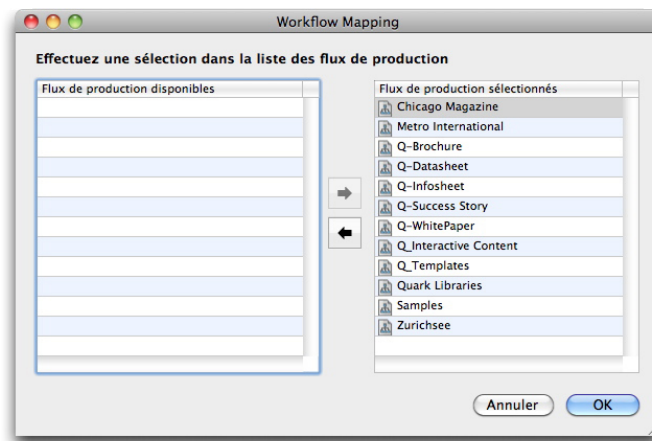 Workflow Mapping
Effectuez une sélection dans la liste des flux de production
Flux de production disponibles
Flux de production sélectionnés
Chicago Magazine
Metro International
Q-Brochure
Q-Datasheet
Q-Infosheet
Q-Success Story
Q-WhitePaper
Q_Interactive Content
Q_Templates
Quark Libraries
Samples
Zurichsee
Annuler
OK